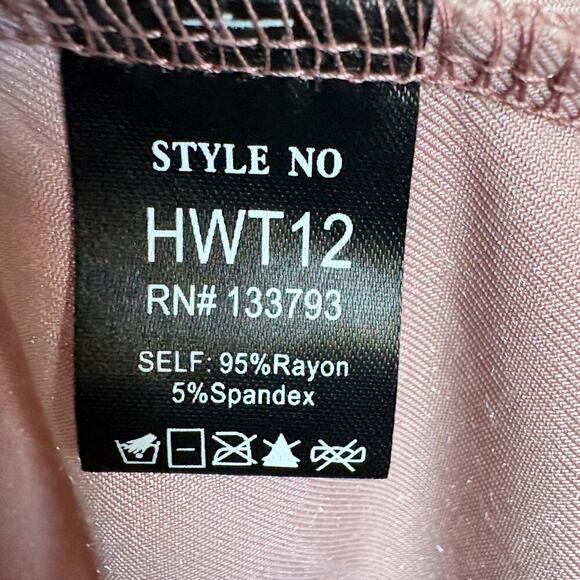 STYLE NO
HWT12
RN# 133793
SELF: 95%Rayon
5%Spandex